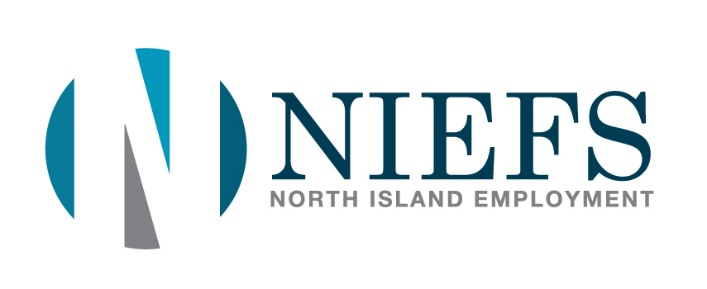 N NIEFS
NORTH ISLAND EMPLOYMENT